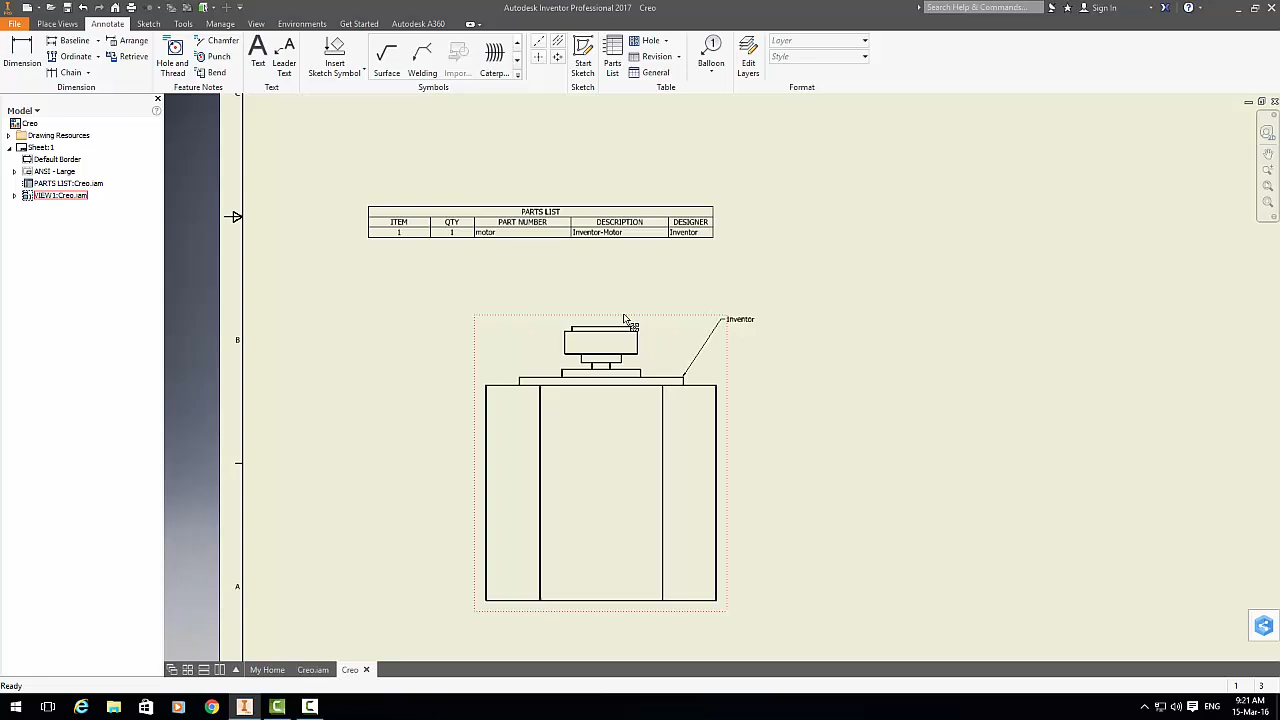 Autodesk Inventor Professional 2017 Creo
Search Help & Commands...
Sign In
File Place Views Annotate Sketch Tools Manage View Environments Get Started Autodesk A360
Dimension
Baseline
Ordinate
Chain
Arrange
Retrieve
Dimension
Hole and Thread
Chamfer
Punch
Bend
Feature Notes
Text
Leader Text
Text
Insert Sketch Symbol
Surface
Welding
Impor...
Caterp...
Symbols
Start Sketch
Sketch
Parts List
Hole
Revision
General
Table
Balloon
Edit Layers
Layer
Style
Format
Model
Creo
Drawing Resources
Sheet:1
Default Border
ANSI - Large
PARTS LIST:Creo.iam
VIEW1:Creo.iam
PARTS LIST
ITEM QTY PART NUMBER DESCRIPTION DESIGNER
1 1 motor Inventor-Motor Inventor
Inventor
B
A
My Home Creo.iam Creo
Ready
1 3
ENG
9:21 AM
15-Mar-16